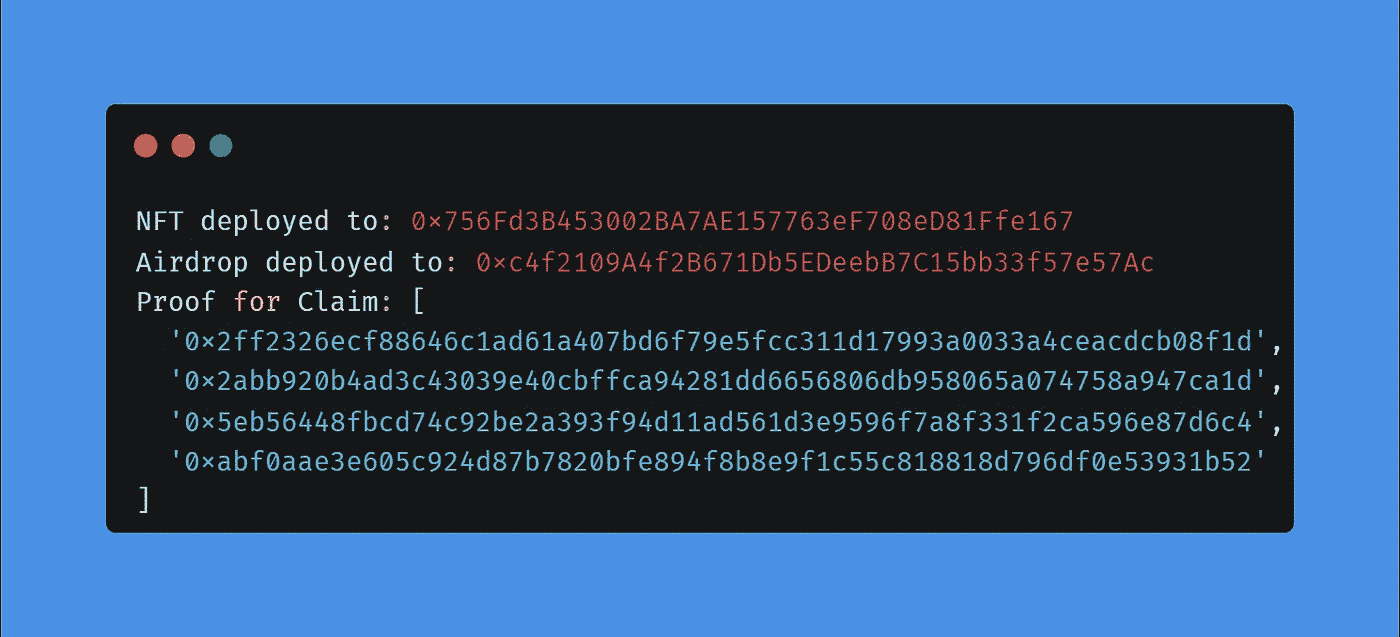 NFT deployed to: 0x756Fd3B453002BA7AE157763eF708eD81Ffe167
Airdrop deployed to: 0xc4f2109A4f2B671Db5EDeebB7C15bb33f57e57Ac
Proof for Claim: [
'0x2ff2326ecf88646c1ad61a407bd6f79e5fcc311d17993a0033a4ceacdcb08f1d',
'0x2abb920b4ad3c43039e40cbffca94281dd6656806db958065a074758a947ca1d',
'0x5eb56448fbcd74c92be2a393f94d11ad561d3e9596f7a8f331f2ca596e87d6c4',
'0xabf0aae3e605c924d87b7820bfe894f8b8e9f1c55c818818d796df0e53931b52'
]